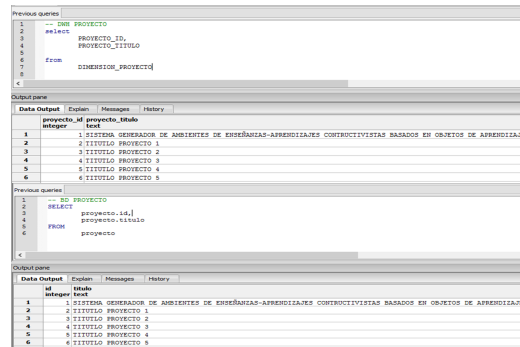 Previous queries
1 -- DWH PROYECTO
2 select
3 PROYECTO_ID,
4 PROYECTO_TITULO
5
6 from
7 DIMENSION_PROYECTO
8
Output pane
Data Output Explain Messages History
proyecto_id proyecto_titulo
integer text
1 1 SISTEMA GENERADOR DE AMBIENTES DE ENSEÑANZAS-APRENDIZAJES CONTRUCTIVISTAS BASADOS EN OBJETOS DE APRENDIZAJ
2 2 TITUTLO PROYECTO 1
3 3 TITUTLO PROYECTO 2
4 4 TITUTLO PROYECTO 3
5 5 TITUTLO PROYECTO 4
6 6 TITUTLO PROYECTO 5
Previous queries
1 -- BD PROYECTO
2 SELECT
3 proyecto.id,
4 proyecto.titulo
5 FROM
6 proyecto
Output pane
Data Output Explain Messages History
id titulo
integer text
1 1 SISTEMA GENERADOR DE AMBIENTES DE ENSEÑANZAS-APRENDIZAJES CONTRUCTIVISTAS BASADOS EN OBJETOS DE APRENDIZAJ
2 2 TITUTLO PROYECTO 1
3 3 TITUTLO PROYECTO 2
4 4 TITUTLO PROYECTO 3
5 5 TITUTLO PROYECTO 4
6 6 TITUTLO PROYECTO 5